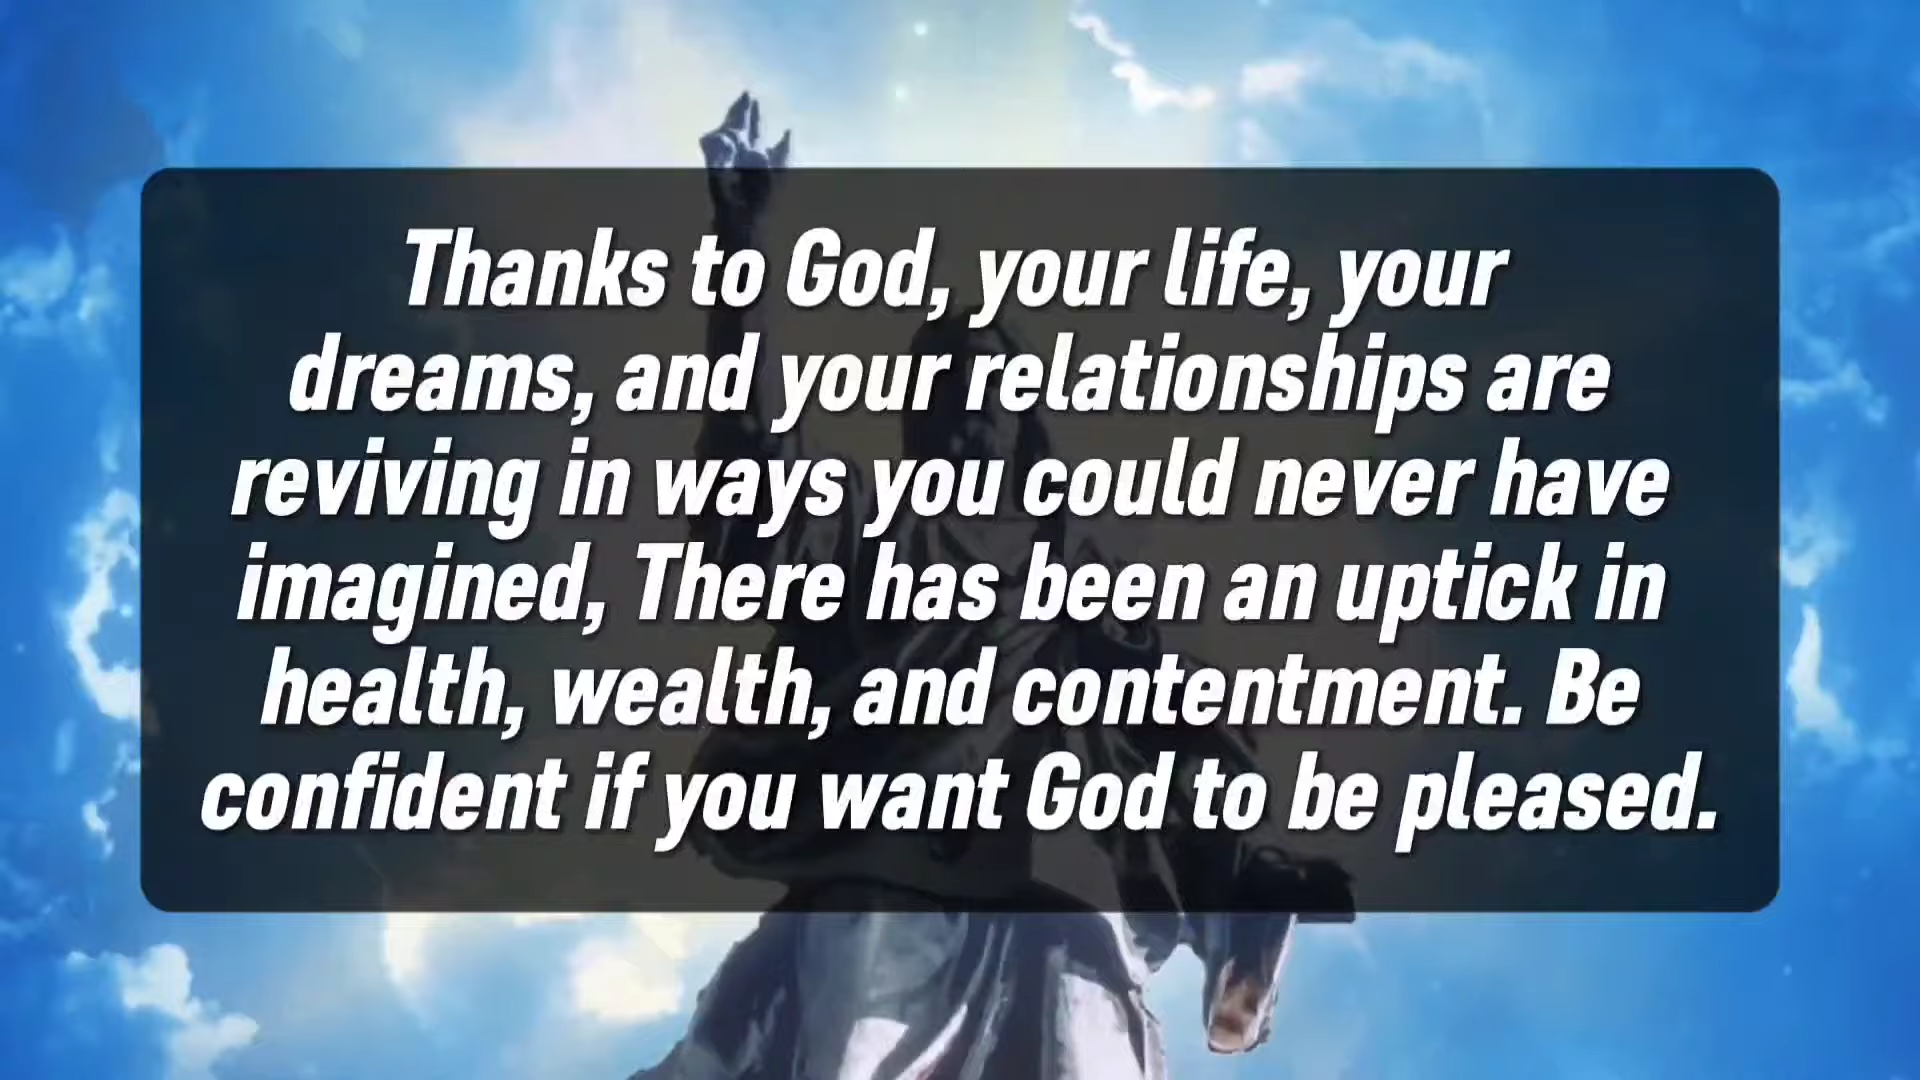 Thanks to God, your life, your
dreams, and your relationships are
reviving in ways you could never have
imagined, There has been an uptick in
health, wealth, and contentment. Be
confident if you want God to be pleased.